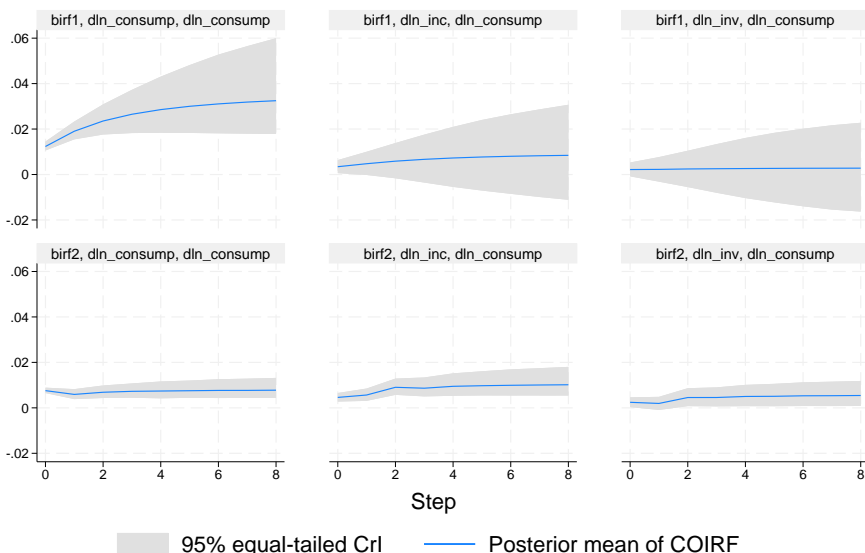 birf1, dln_consump, dln_consump birf1, dln_inc, dln_consump birf1, dln_inv, dln_consump
.06
.04
.02
0
-.02
birf2, dln_consump, dln_consump birf2, dln_inc, dln_consump birf2, dln_inv, dln_consump
.06
.04
.02
0
-.02
0 2 4 6 8 0 2 4 6 8 0 2 4 6 8
Step
95% equal-tailed CrI Posterior mean of COIRF